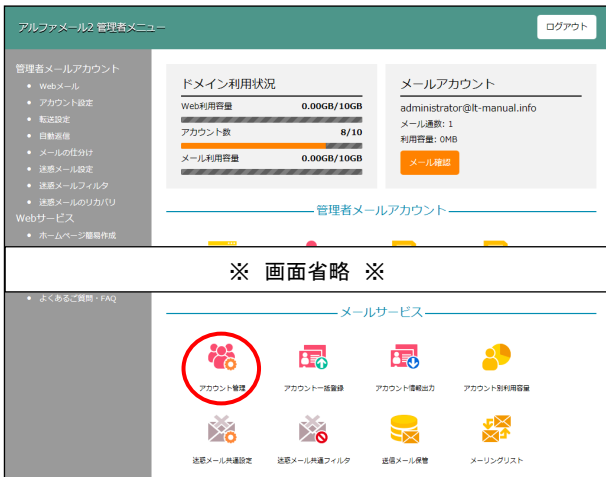 アルファメール2 管理者メニュー
ログアウト
管理者メールアカウント
Webメール
アカウント設定
転送設定
自動返信
メールの仕分け
迷惑メール設定
迷惑メールフィルタ
迷惑メールのリカバリ
Webサービス
ホームページ簡易作成
ドメイン利用状況
Web利用容量 0.00GB/10GB
アカウント数 8/10
メール利用容量 0.00GB/10GB
メールアカウント
administrator@lt-manual.info
メール通数: 1
利用容量: 0MB
メール確認
管理者メールアカウント
※ 画面省略 ※
よくあるご質問・FAQ
メールサービス
アカウント管理
アカウント一括登録
アカウント情報出力
アカウント別利用容量
迷惑メール共通設定
迷惑メール共通フィルタ
送信メール保管
メーリングリスト